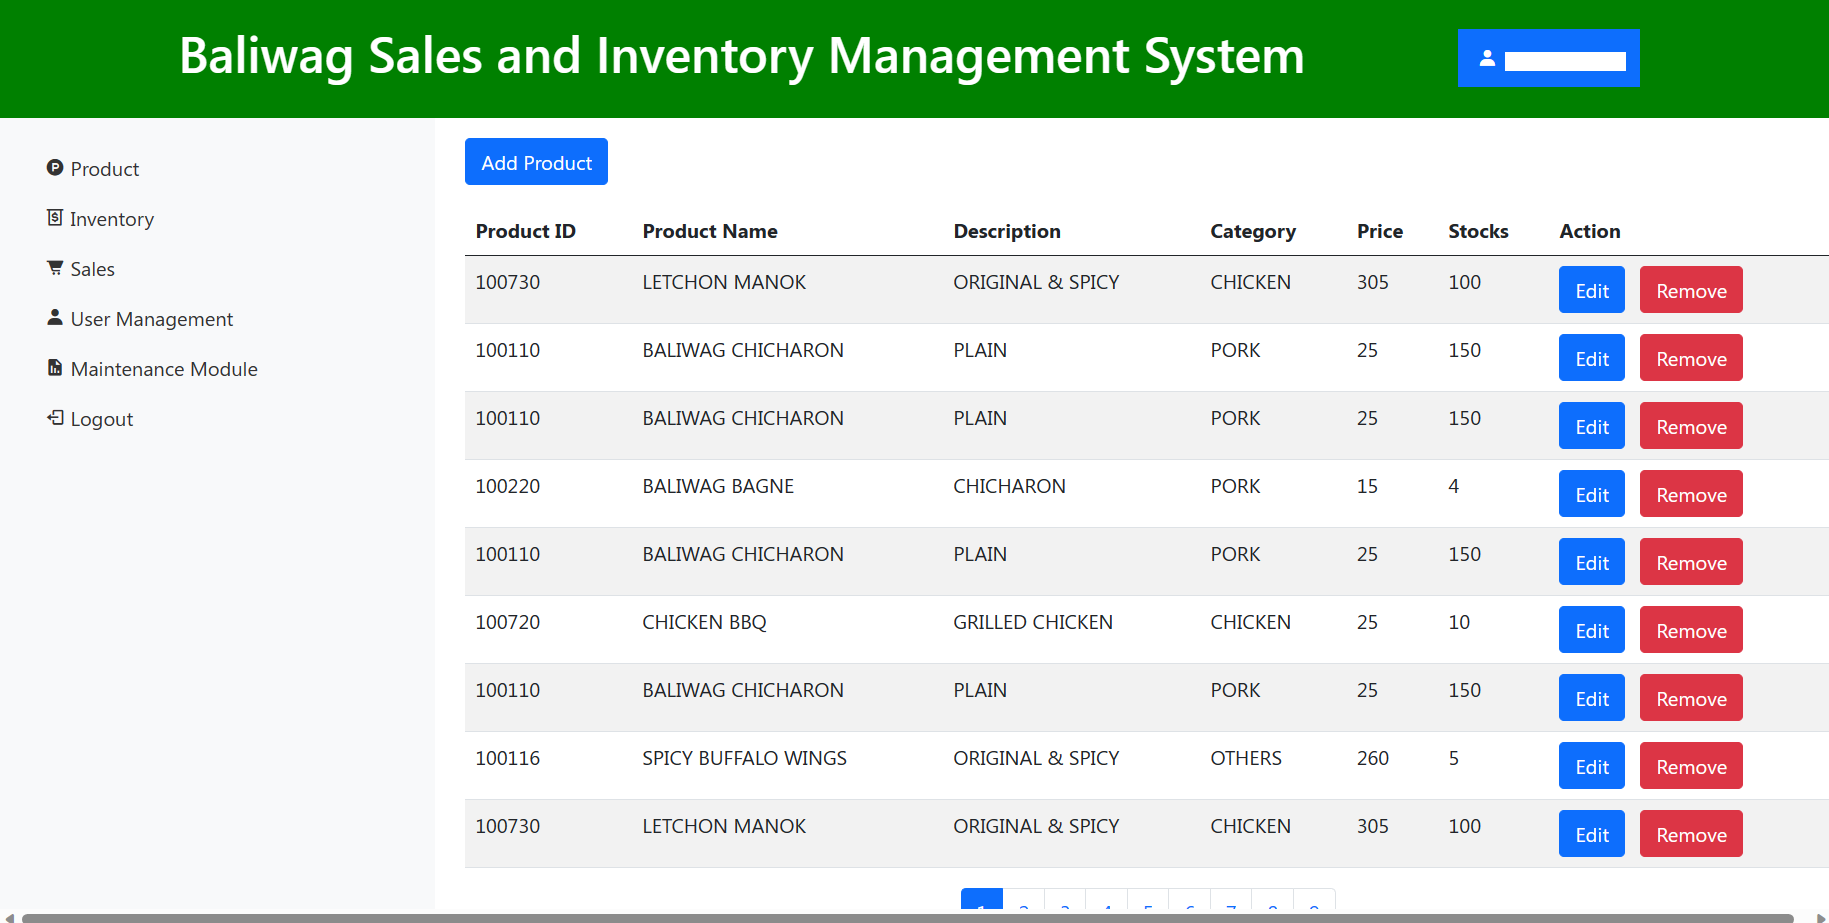 Baliwag Sales and Inventory Management System
Product
Inventory
Sales
User Management
Maintenance Module
Logout
Add Product
Product ID Product Name Description Category Price Stocks Action
100730 LETCHON MANOK ORIGINAL & SPICY CHICKEN 305 100 Edit Remove
100110 BALIWAG CHICHARON PLAIN PORK 25 150 Edit Remove
100110 BALIWAG CHICHARON PLAIN PORK 25 150 Edit Remove
100220 BALIWAG BAGNE CHICHARON PORK 15 4 Edit Remove
100110 BALIWAG CHICHARON PLAIN PORK 25 150 Edit Remove
100720 CHICKEN BBQ GRILLED CHICKEN CHICKEN 25 10 Edit Remove
100110 BALIWAG CHICHARON PLAIN PORK 25 150 Edit Remove
100116 SPICY BUFFALO WINGS ORIGINAL & SPICY OTHERS 260 5 Edit Remove
100730 LETCHON MANOK ORIGINAL & SPICY CHICKEN 305 100 Edit Remove